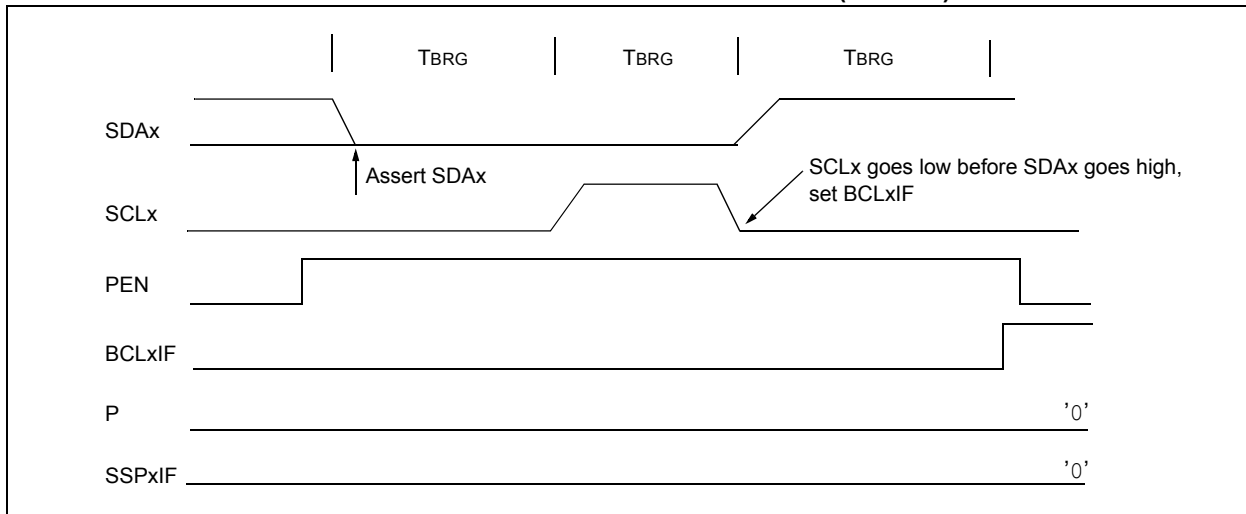 TBRG TBRG TBRG
SDAx
Assert SDAx
SCLx goes low before SDAx goes high,
set BCLxIF
SCLx
PEN
BCLxIF
P '0'
SSPxIF '0'